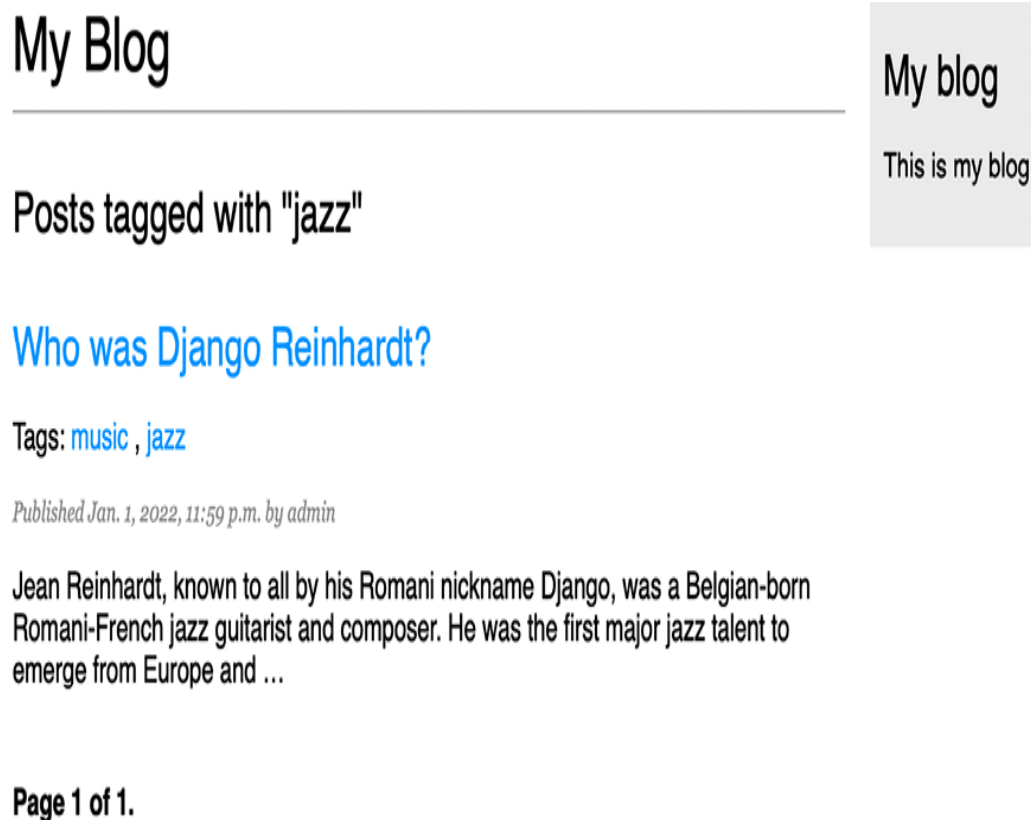 My Blog
Posts tagged with "jazz"
Who was Django Reinhardt?
Tags: music , jazz
Published Jan. 1, 2022, 11:59 p.m. by admin
Jean Reinhardt, known to all by his Romani nickname Django, was a Belgian-born
Romani-French jazz guitarist and composer. He was the first major jazz talent to
emerge from Europe and …
Page 1 of 1.
My blog
This is my blog